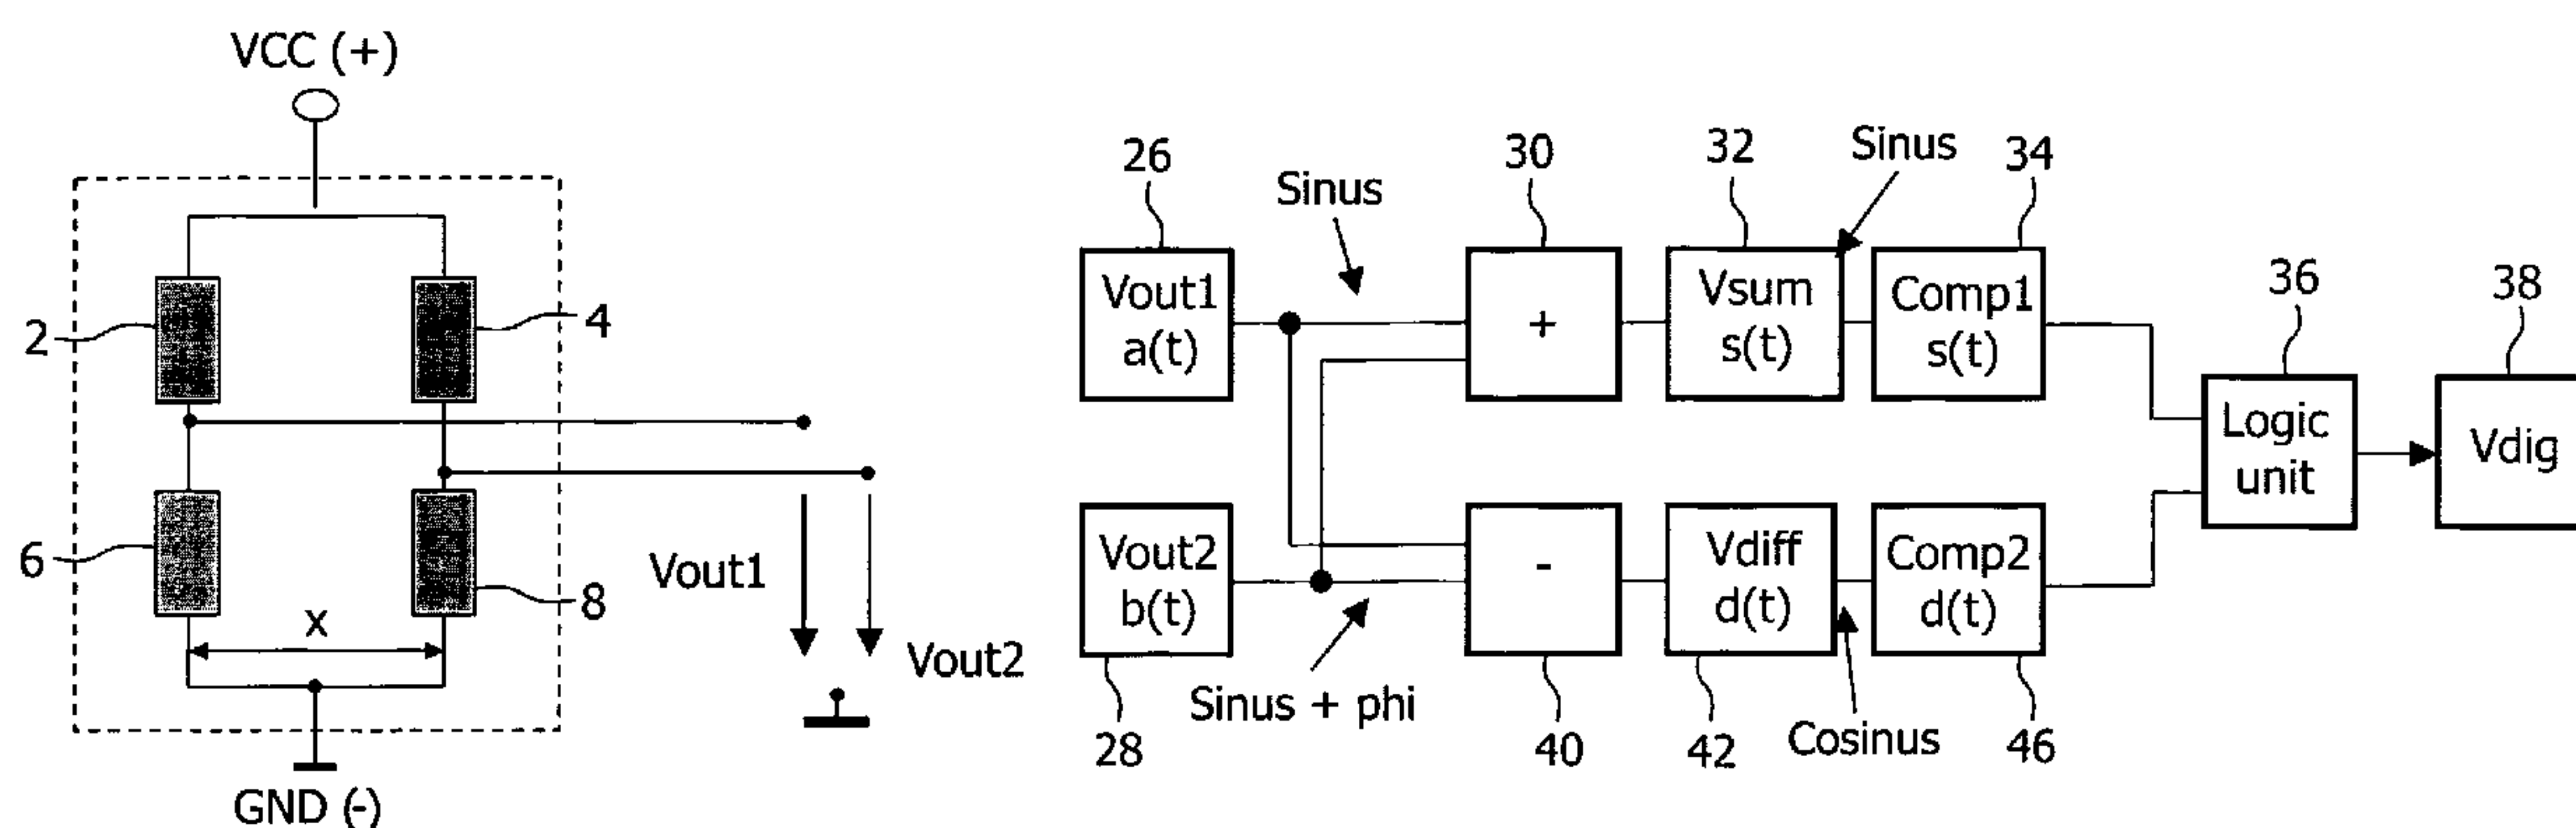 VCC (+)
2
4
6
8
x
Vout1
Vout2
GND (-)
26
Sinus
30
32
Sinus
34
Vout1
a(t)
+
Vsum
s(t)
Comp1
s(t)
36
38
Logic
unit
Vdig
Vout2
b(t)
-
Vdiff
d(t)
Comp2
d(t)
28
Sinus + phi
40
42
Cosinus
46